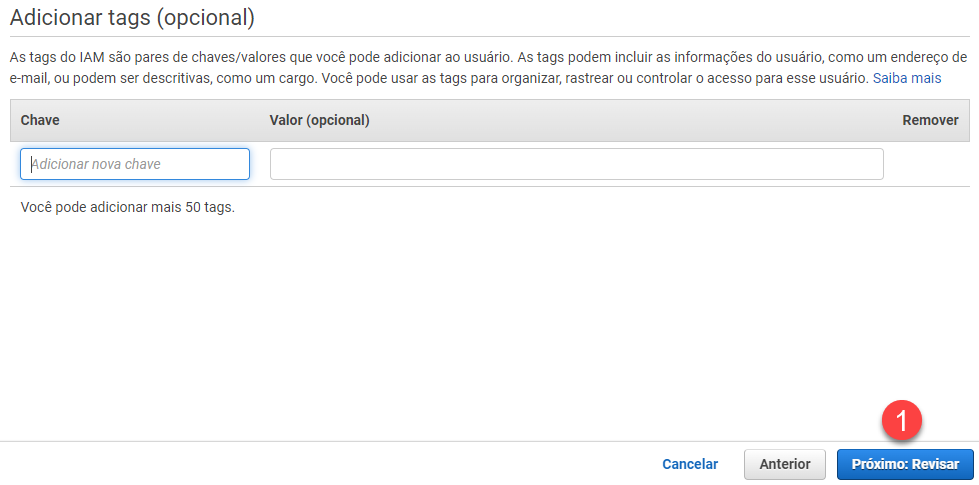 Adicionar tags (opcional)
As tags do IAM são pares de chaves/valores que você pode adicionar ao usuário. As tags podem incluir as informações do usuário, como um endereço de
e-mail, ou podem ser descritivas, como um cargo. Você pode usar as tags para organizar, rastrear ou controlar o acesso para esse usuário. Saiba mais
Chave Valor (opcional) Remover
Adicionar nova chave
Você pode adicionar mais 50 tags.
1
Cancelar Anterior Próximo: Revisar